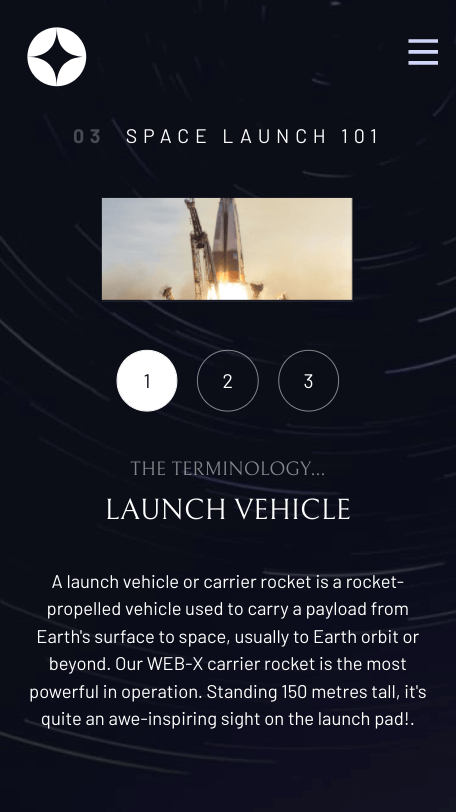 03 SPACE LAUNCH 101
1 2 3
THE TERMINOLOGY...
LAUNCH VEHICLE
A launch vehicle or carrier rocket is a rocket-
propelled vehicle used to carry a payload from
Earth's surface to space, usually to Earth orbit or
beyond. Our WEB-X carrier rocket is the most
powerful in operation. Standing 150 metres tall, it's
quite an awe-inspiring sight on the launch pad!.